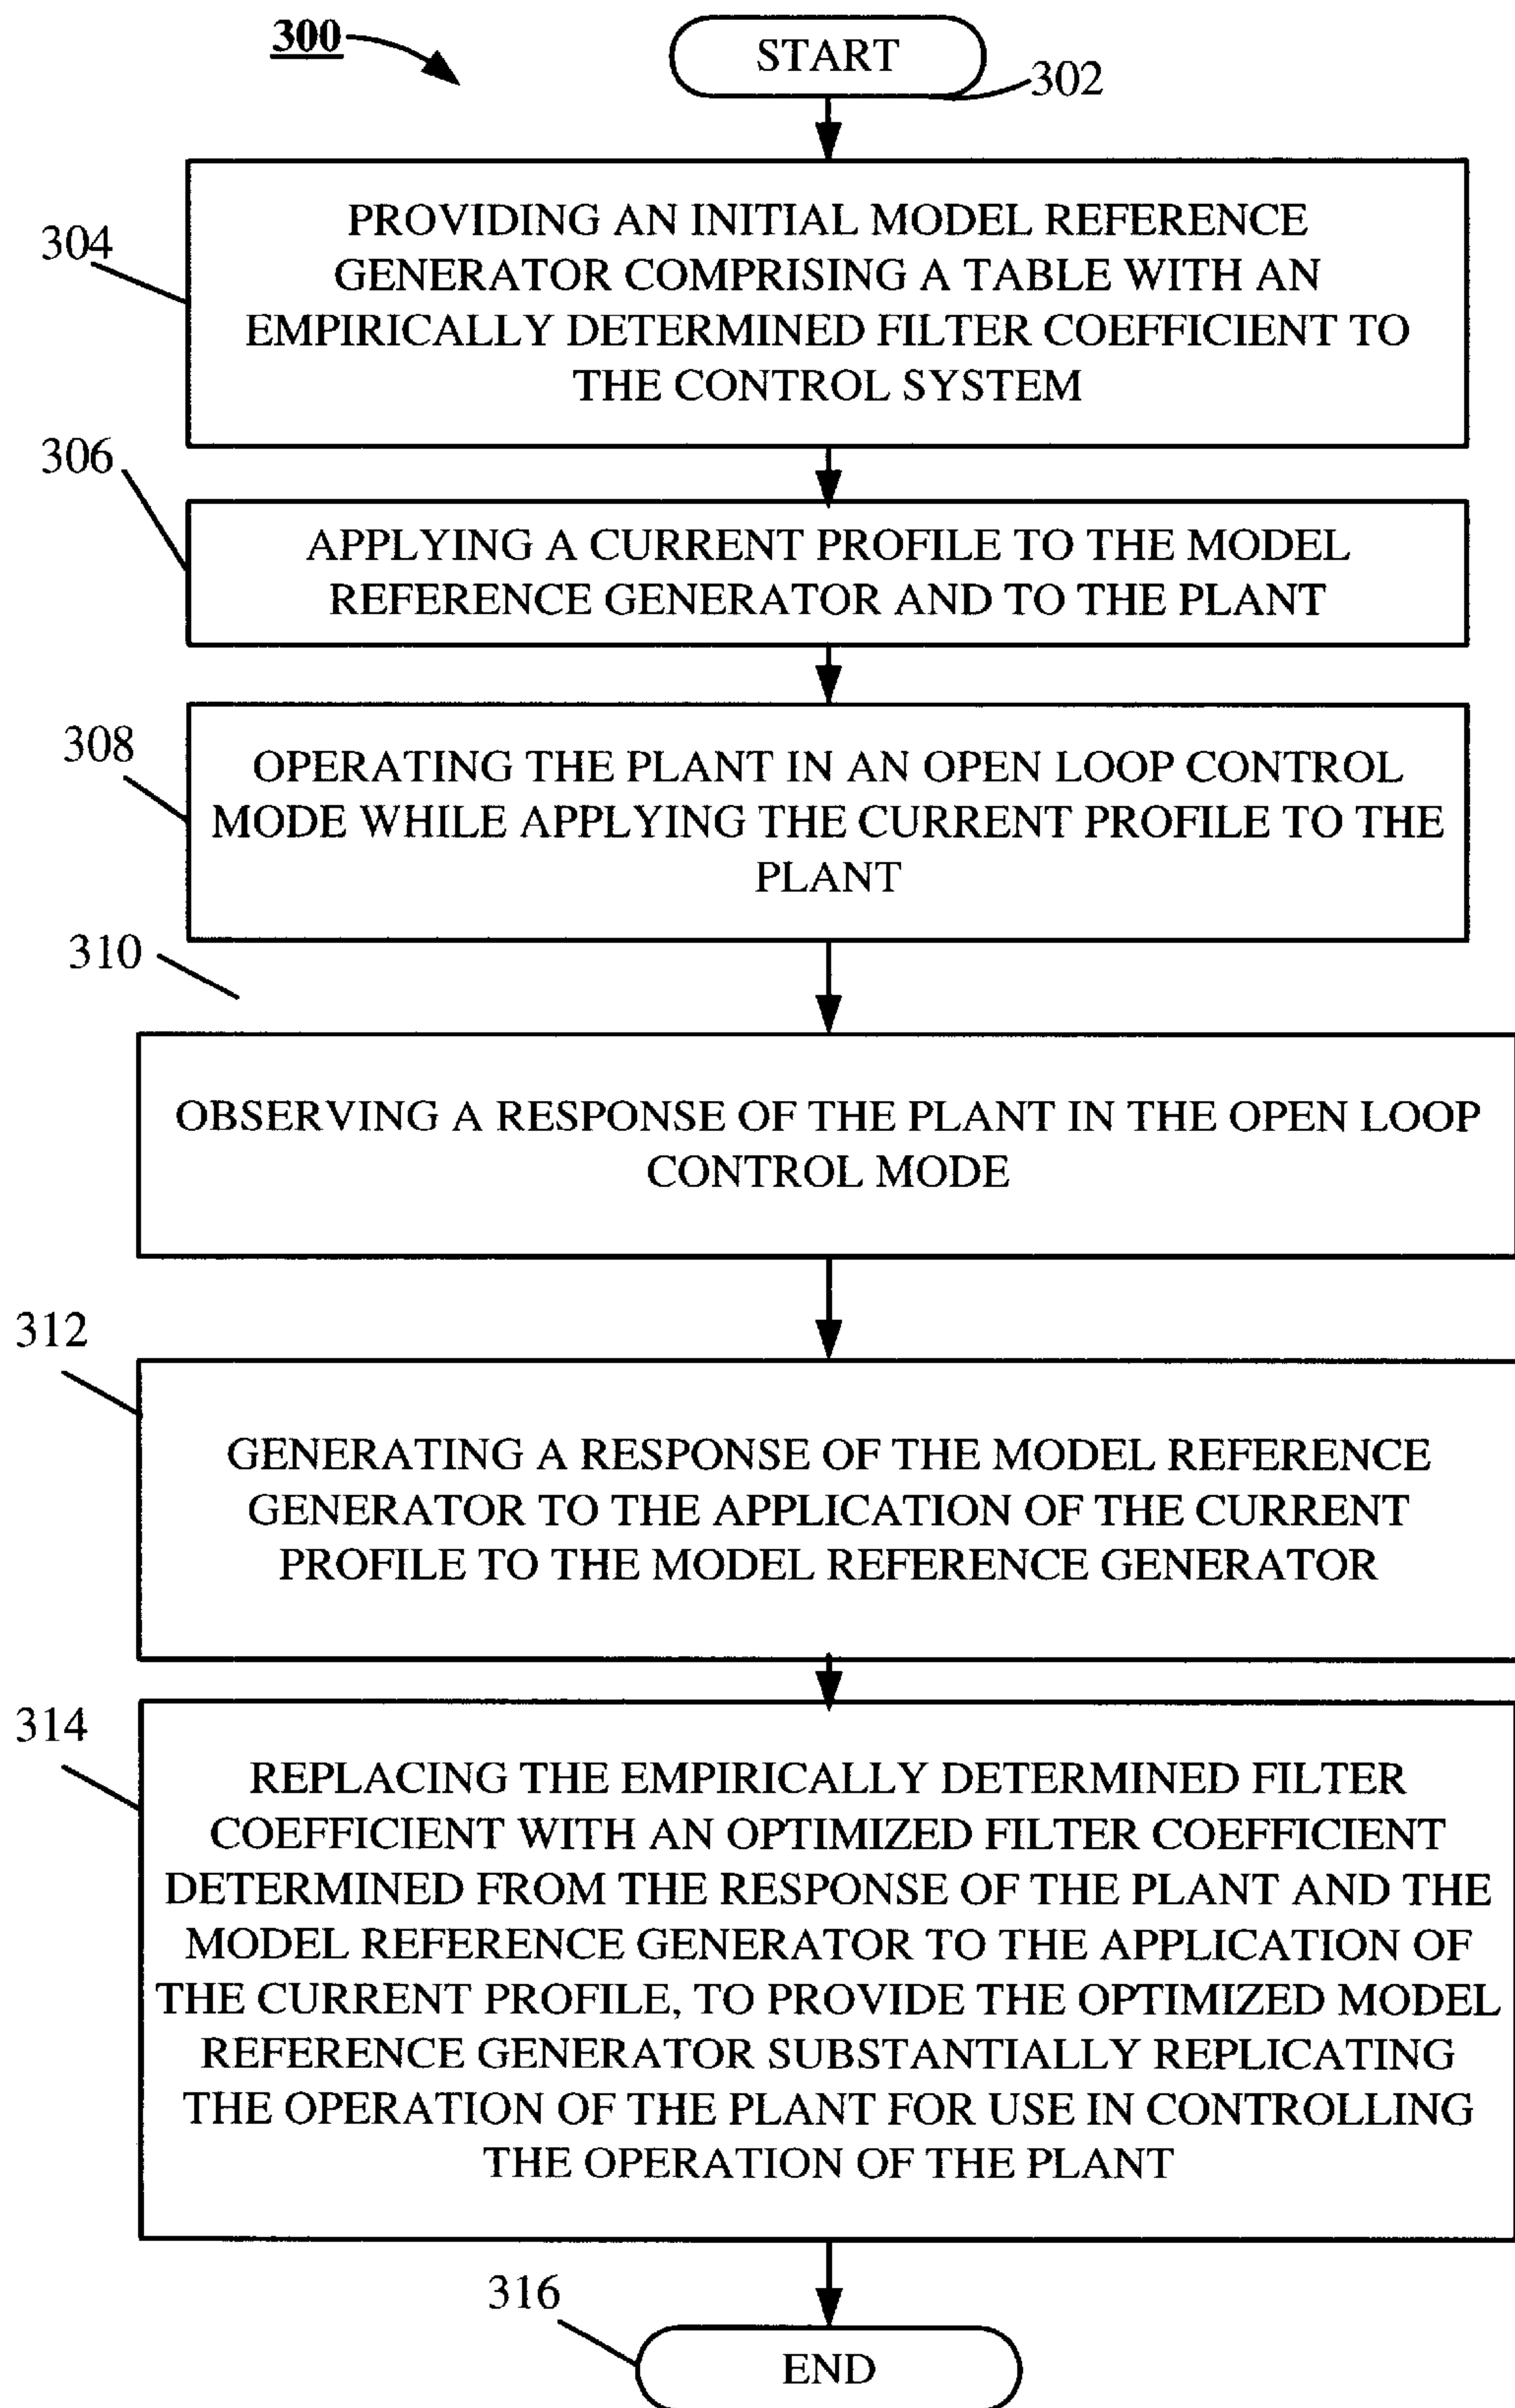 300
START
302
304
PROVIDING AN INITIAL MODEL REFERENCE
GENERATOR COMPRISING A TABLE WITH AN
EMPIRICALLY DETERMINED FILTER COEFFICIENT TO
THE CONTROL SYSTEM
306
APPLYING A CURRENT PROFILE TO THE MODEL
REFERENCE GENERATOR AND TO THE PLANT
308
OPERATING THE PLANT IN AN OPEN LOOP CONTROL
MODE WHILE APPLYING THE CURRENT PROFILE TO THE
PLANT
310
OBSERVING A RESPONSE OF THE PLANT IN THE OPEN LOOP
CONTROL MODE
312
GENERATING A RESPONSE OF THE MODEL REFERENCE
GENERATOR TO THE APPLICATION OF THE CURRENT
PROFILE TO THE MODEL REFERENCE GENERATOR
314
REPLACING THE EMPIRICALLY DETERMINED FILTER
COEFFICIENT WITH AN OPTIMIZED FILTER COEFFICIENT
DETERMINED FROM THE RESPONSE OF THE PLANT AND THE
MODEL REFERENCE GENERATOR TO THE APPLICATION OF
THE CURRENT PROFILE, TO PROVIDE THE OPTIMIZED MODEL
REFERENCE GENERATOR SUBSTANTIALLY REPLICATING
THE OPERATION OF THE PLANT FOR USE IN CONTROLLING
THE OPERATION OF THE PLANT
316
END